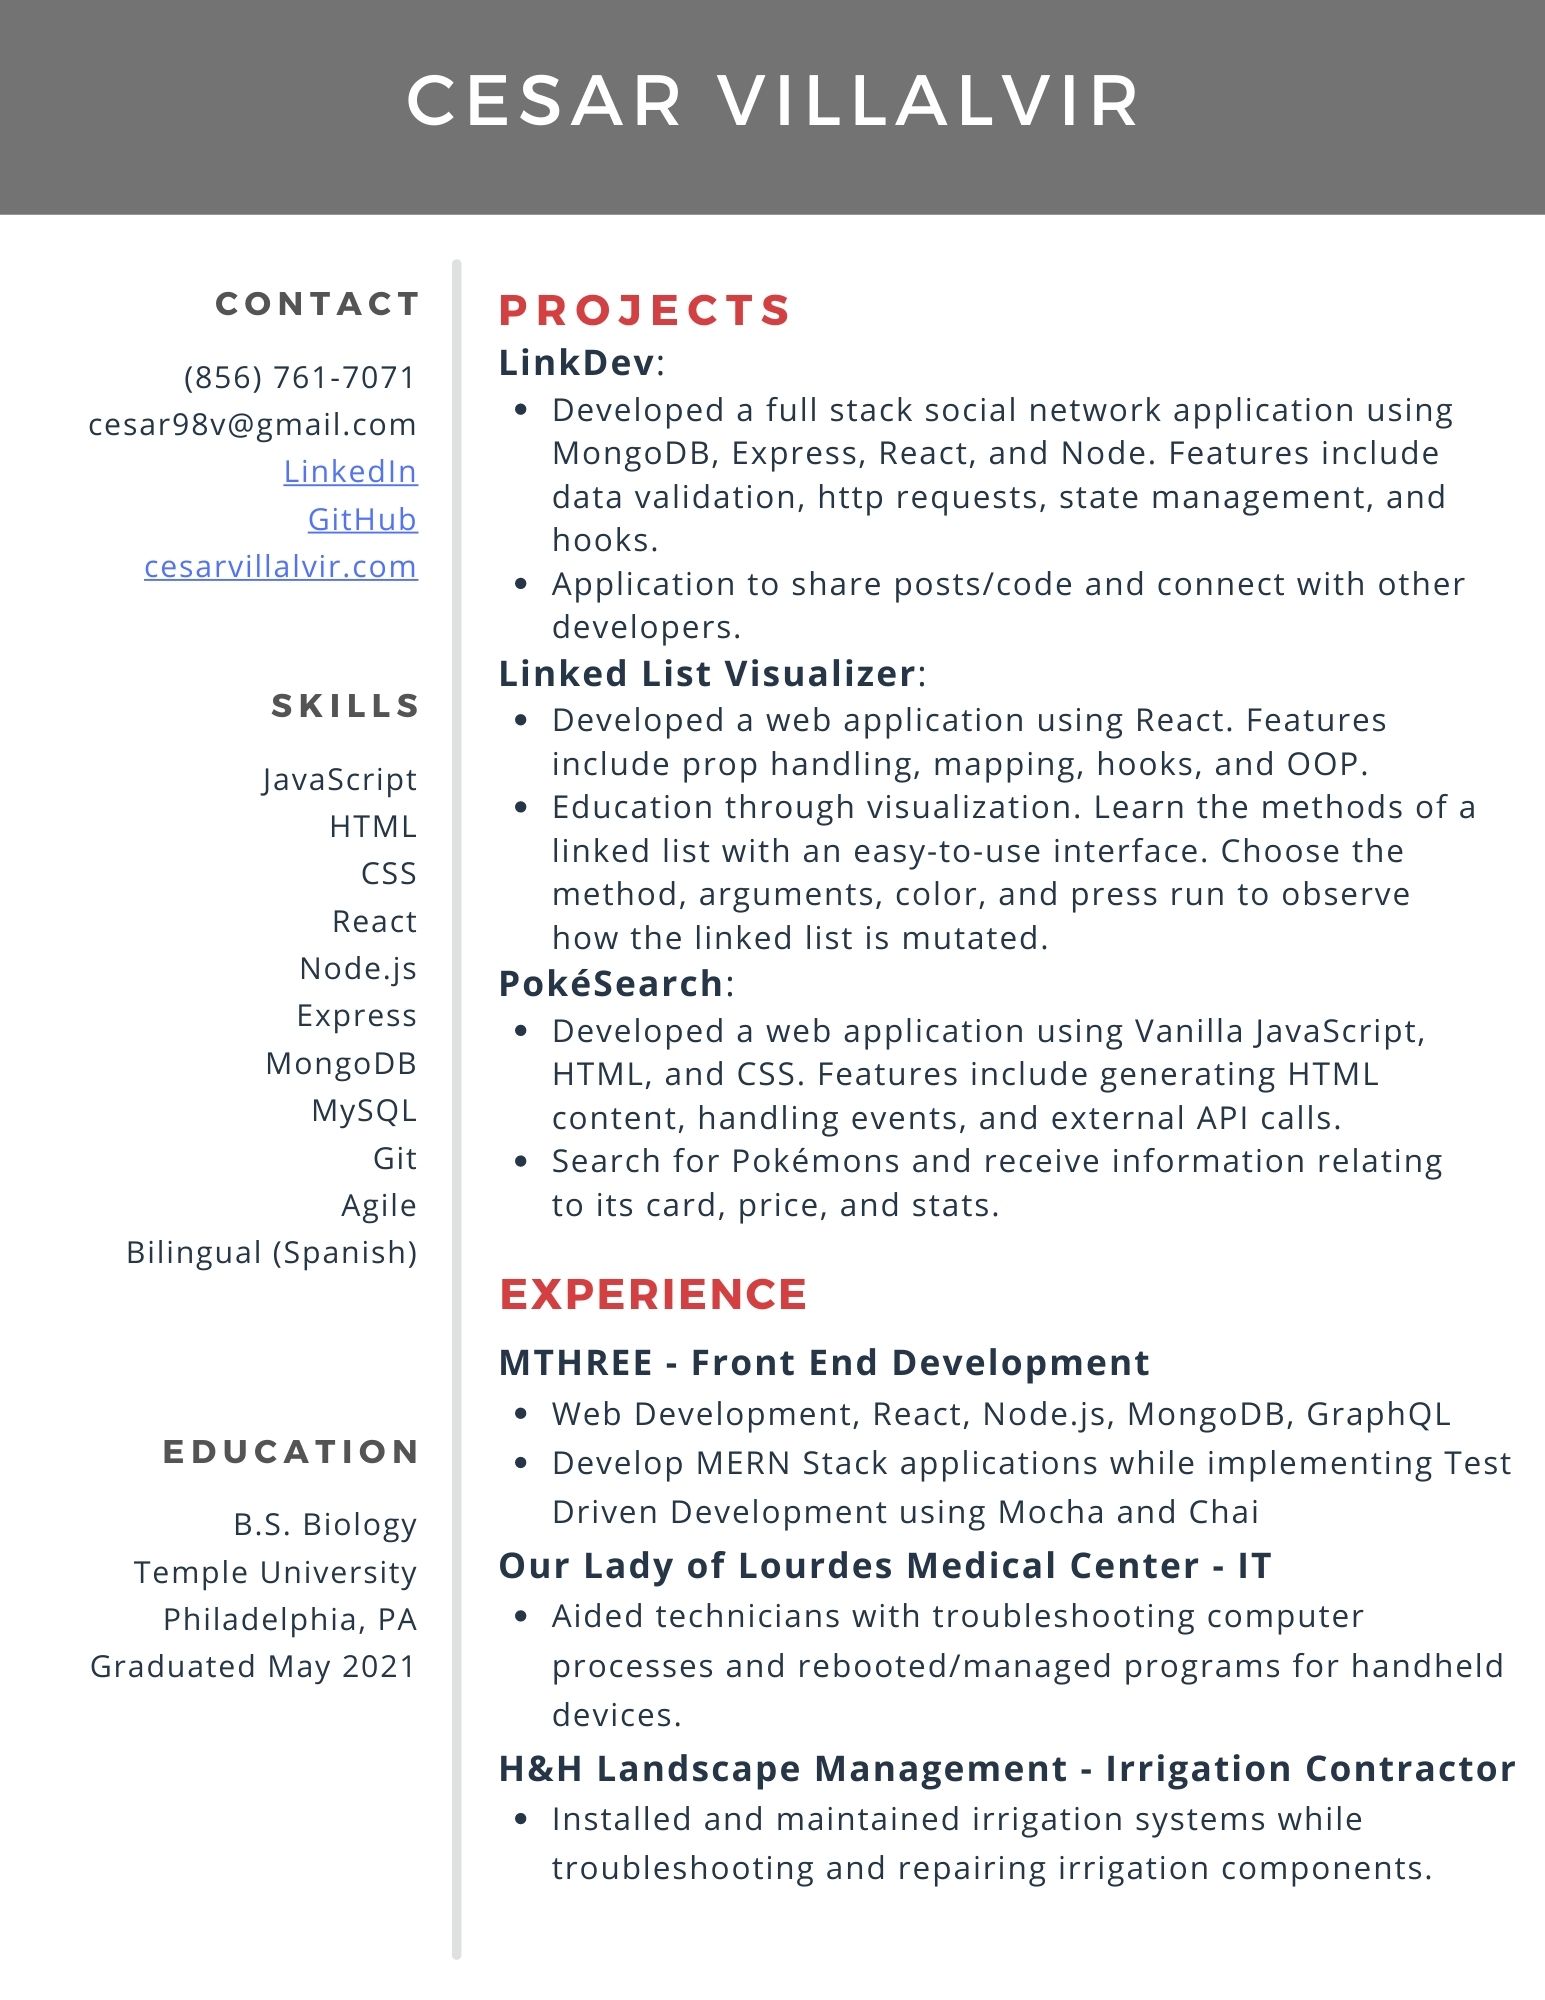 CESAR VILLALVIR
CONTACT
(856) 761-7071
cesar98v@gmail.com
LinkedIn
GitHub
cesarvillalvir.com
SKILLS
JavaScript
HTML
CSS
React
Node.js
Express
MongoDB
MySQL
Git
Agile
Bilingual (Spanish)
EDUCATION
B.S. Biology
Temple University
Philadelphia, PA
Graduated May 2021
PROJECTS
LinkDev:
• Developed a full stack social network application using
MongoDB, Express, React, and Node. Features include
data validation, http requests, state management, and
hooks.
• Application to share posts/code and connect with other
developers.
Linked List Visualizer:
• Developed a web application using React. Features
include prop handling, mapping, hooks, and OOP.
• Education through visualization. Learn the methods of a
linked list with an easy-to-use interface. Choose the
method, arguments, color, and press run to observe
how the linked list is mutated.
PokéSearch:
• Developed a web application using Vanilla JavaScript,
HTML, and CSS. Features include generating HTML
content, handling events, and external API calls.
• Search for Pokémons and receive information relating
to its card, price, and stats.
EXPERIENCE
MTHREE - Front End Development
• Web Development, React, Node.js, MongoDB, GraphQL
• Develop MERN Stack applications while implementing Test
Driven Development using Mocha and Chai
Our Lady of Lourdes Medical Center - IT
• Aided technicians with troubleshooting computer
processes and rebooted/managed programs for handheld
devices.
H&H Landscape Management - Irrigation Contractor
• Installed and maintained irrigation systems while
troubleshooting and repairing irrigation components.